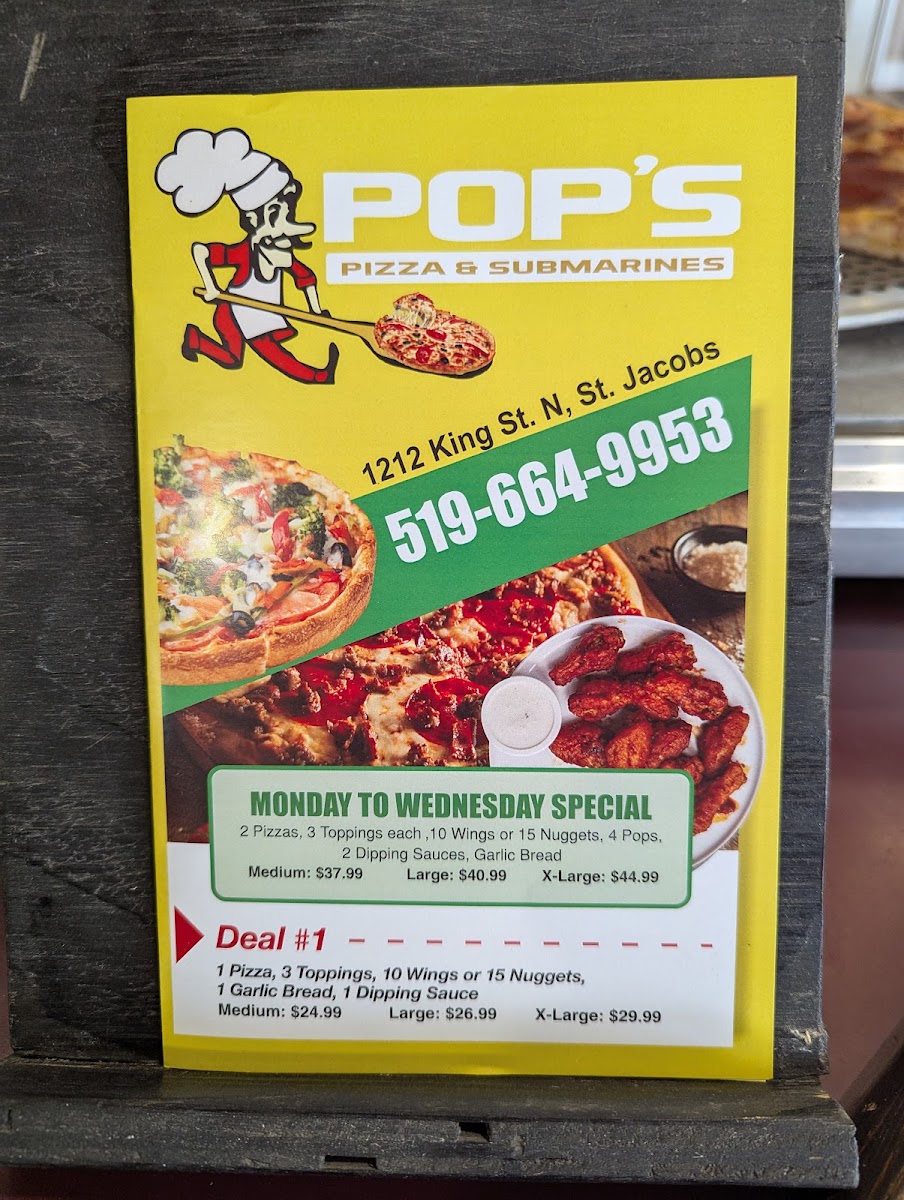 POP'S
PIZZA & SUBMARINES
1212 King St. N, St. Jacobs
519-664-9953
MONDAY TO WEDNESDAY SPECIAL
2 Pizzas, 3 Toppings each ,10 Wings or 15 Nuggets, 4 Pops,
2 Dipping Sauces, Garlic Bread
Medium: $37.99 Large: $40.99 X-Large: $44.99
Deal #1
1 Pizza, 3 Toppings, 10 Wings or 15 Nuggets,
1 Garlic Bread, 1 Dipping Sauce
Medium: $24.99 Large: $26.99 X-Large: $29.99